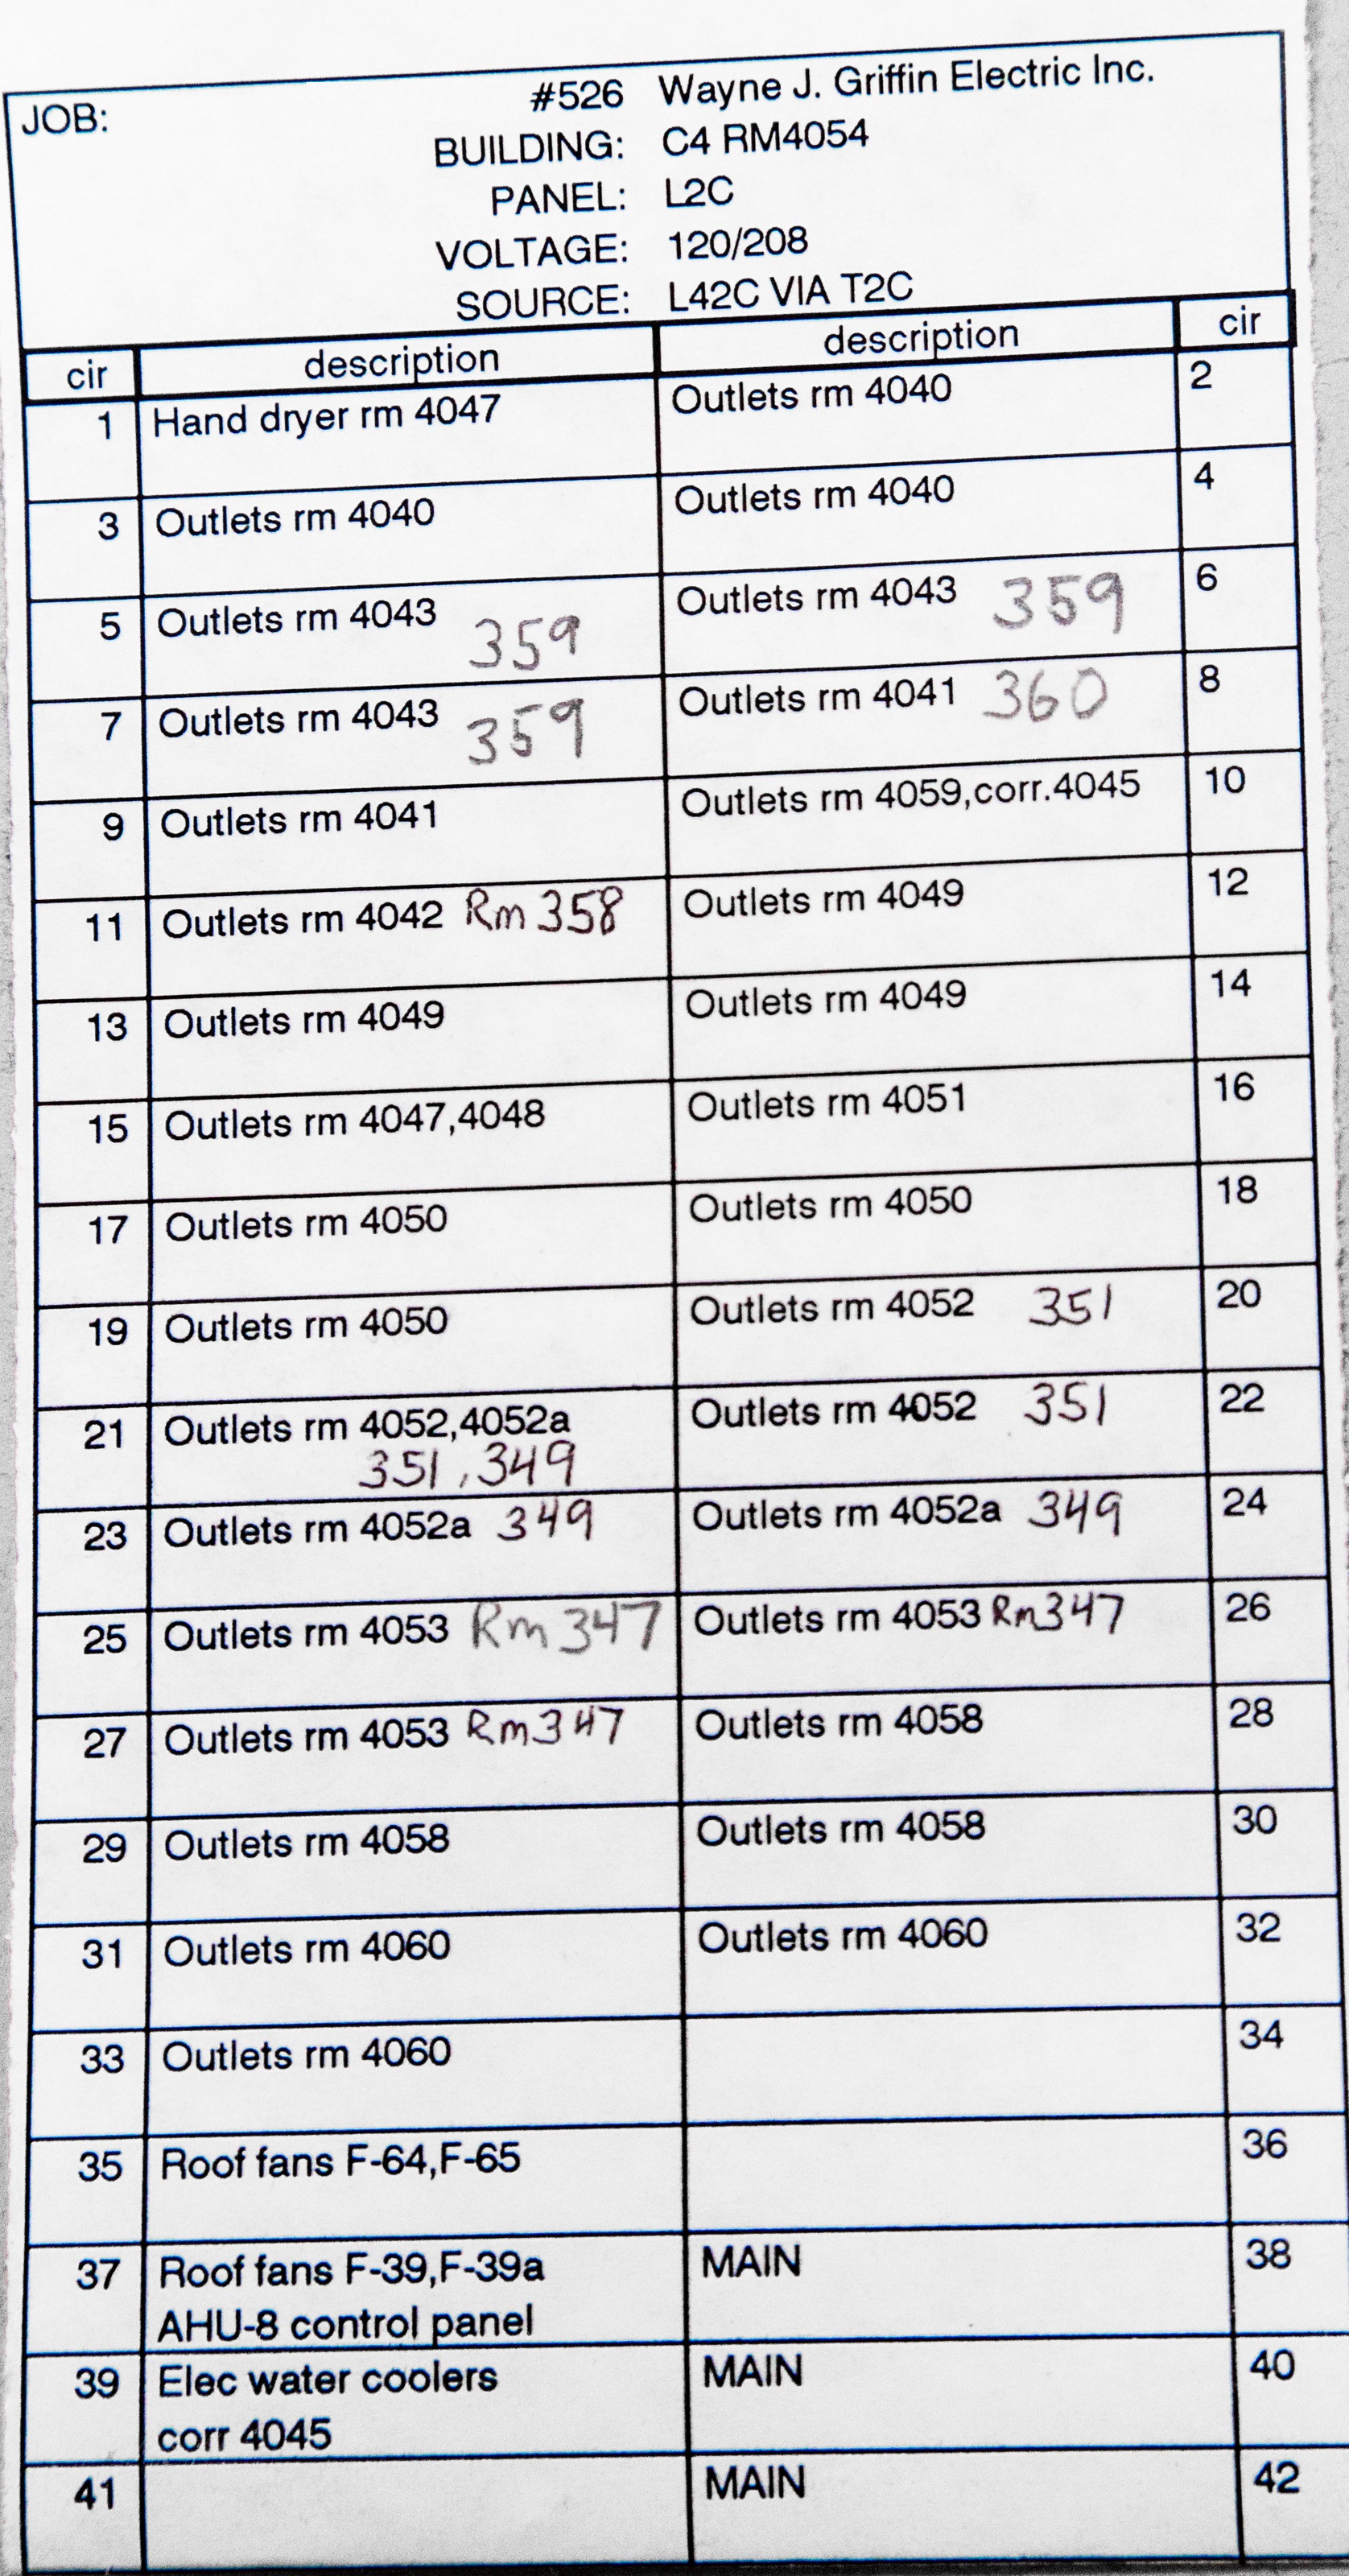 JOB: #526 Wayne J. Griffin Electric Inc.
BUILDING: C4 RM4054
PANEL: L2C
VOLTAGE: 120/208
SOURCE: L42C VIA T2C
cir description description cir
1 Hand dryer rm 4047 Outlets rm 4040 2
3 Outlets rm 4040 Outlets rm 4040 4
5 Outlets rm 4043 359 Outlets rm 4043 359 6
7 Outlets rm 4043 359 Outlets rm 4041 360 8
9 Outlets rm 4041 Outlets rm 4059,corr.4045 10
11 Outlets rm 4042 Rm 358 Outlets rm 4049 12
13 Outlets rm 4049 Outlets rm 4049 14
15 Outlets rm 4047,4048 Outlets rm 4051 16
17 Outlets rm 4050 Outlets rm 4050 18
19 Outlets rm 4050 Outlets rm 4052 351 20
21 Outlets rm 4052,4052a Outlets rm 4052 351 22
351, 349
23 Outlets rm 4052a 349 Outlets rm 4052a 349 24
25 Outlets rm 4053 Rm 347 Outlets rm 4053 Rm347 26
27 Outlets rm 4053 Rm347 Outlets rm 4058 28
29 Outlets rm 4058 Outlets rm 4058 30
31 Outlets rm 4060 Outlets rm 4060 32
33 Outlets rm 4060 34
35 Roof fans F-64,F-65 36
37 Roof fans F-39,F-39a MAIN 38
AHU-8 control panel
39 Elec water coolers MAIN 40
corr 4045
41 MAIN 42